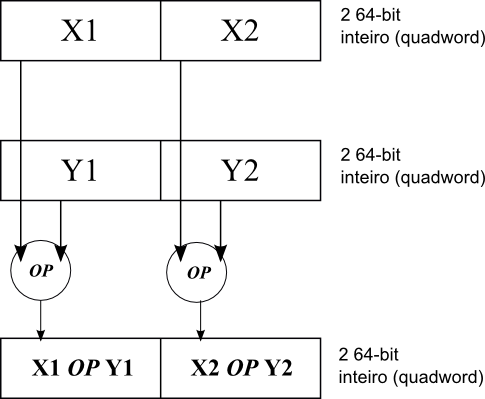 X1 X2 2 64-bit
inteiro (quadword)
Y1 Y2 2 64-bit
inteiro (quadword)
OP OP
X1 OP Y1 X2 OP Y2 2 64-bit
inteiro (quadword)